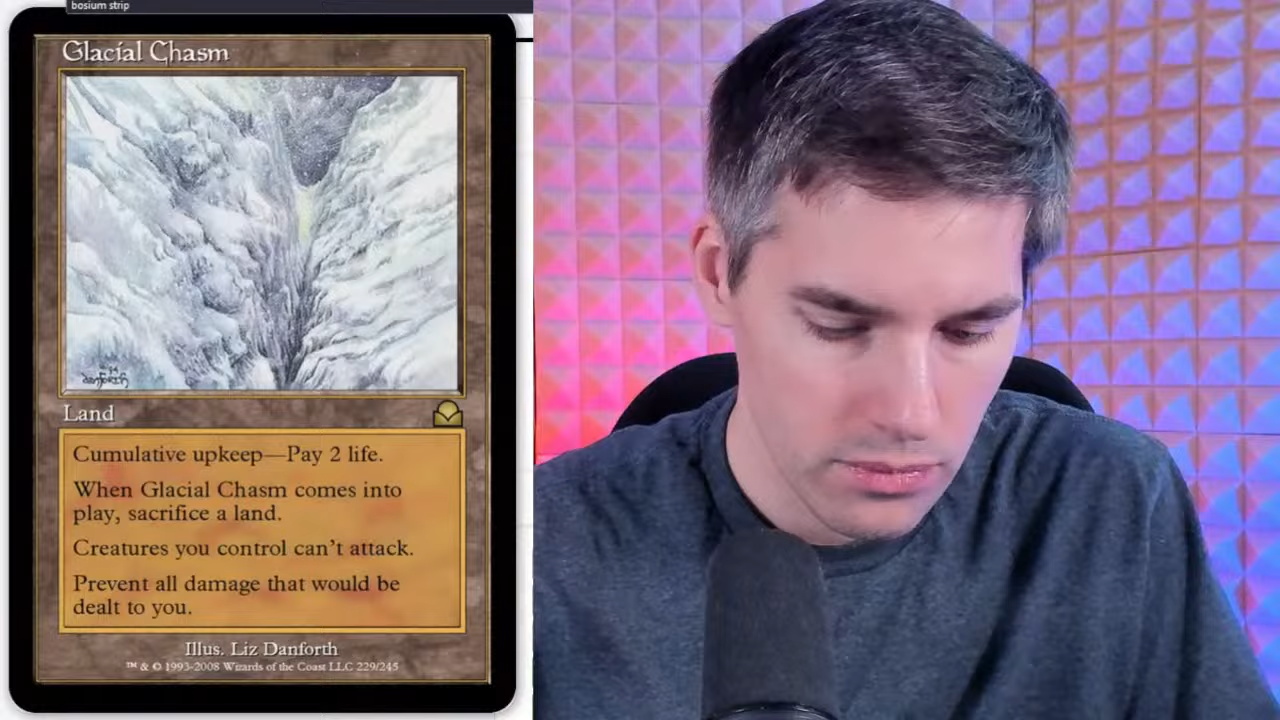 bosium strip
Glacial Chasm
Land
Cumulative upkeep—Pay 2 life.
When Glacial Chasm comes into
play, sacrifice a land.
Creatures you control can't attack.
Prevent all damage that would be
dealt to you.
Illus. Liz Danforth
™ & © 1993-2008 Wizards of the Coast LLC 229/245